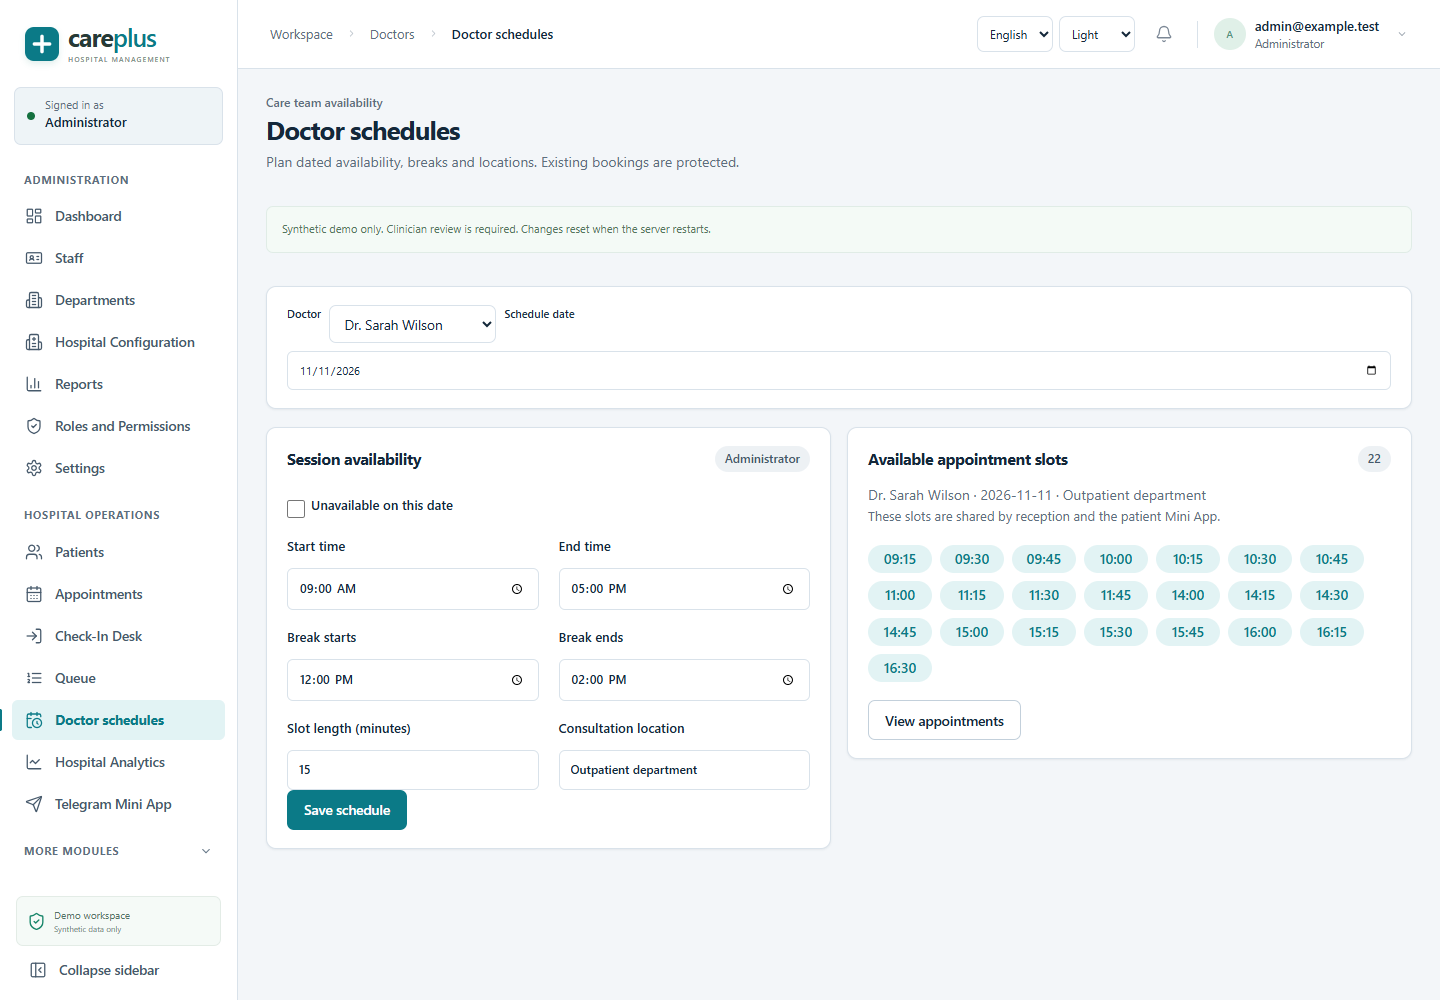 careplus
HOSPITAL MANAGEMENT
Signed in as
Administrator
ADMINISTRATION
Dashboard
Staff
Departments
Hospital Configuration
Reports
Roles and Permissions
Settings
HOSPITAL OPERATIONS
Patients
Appointments
Check-In Desk
Queue
Doctor schedules
Hospital Analytics
Telegram Mini App
MORE MODULES
Demo workspace
Synthetic data only
Collapse sidebar
Workspace Doctors Doctor schedules
English Light
A
admin@example.test
Administrator
Care team availability
Doctor schedules
Plan dated availability, breaks and locations. Existing bookings are protected.
Synthetic demo only. Clinician review is required. Changes reset when the server restarts.
Doctor Dr. Sarah Wilson Schedule date
11/11/2026
Session availability Administrator
Unavailable on this date
Start time End time
09:00 AM 05:00 PM
Break starts Break ends
12:00 PM 02:00 PM
Slot length (minutes) Consultation location
15 Outpatient department
Save schedule
Available appointment slots 22
Dr. Sarah Wilson · 2026-11-11 · Outpatient department
These slots are shared by reception and the patient Mini App.
09:15 09:30 09:45 10:00 10:15 10:30 10:45
11:00 11:15 11:30 11:45 14:00 14:15 14:30
14:45 15:00 15:15 15:30 15:45 16:00 16:15
16:30
View appointments